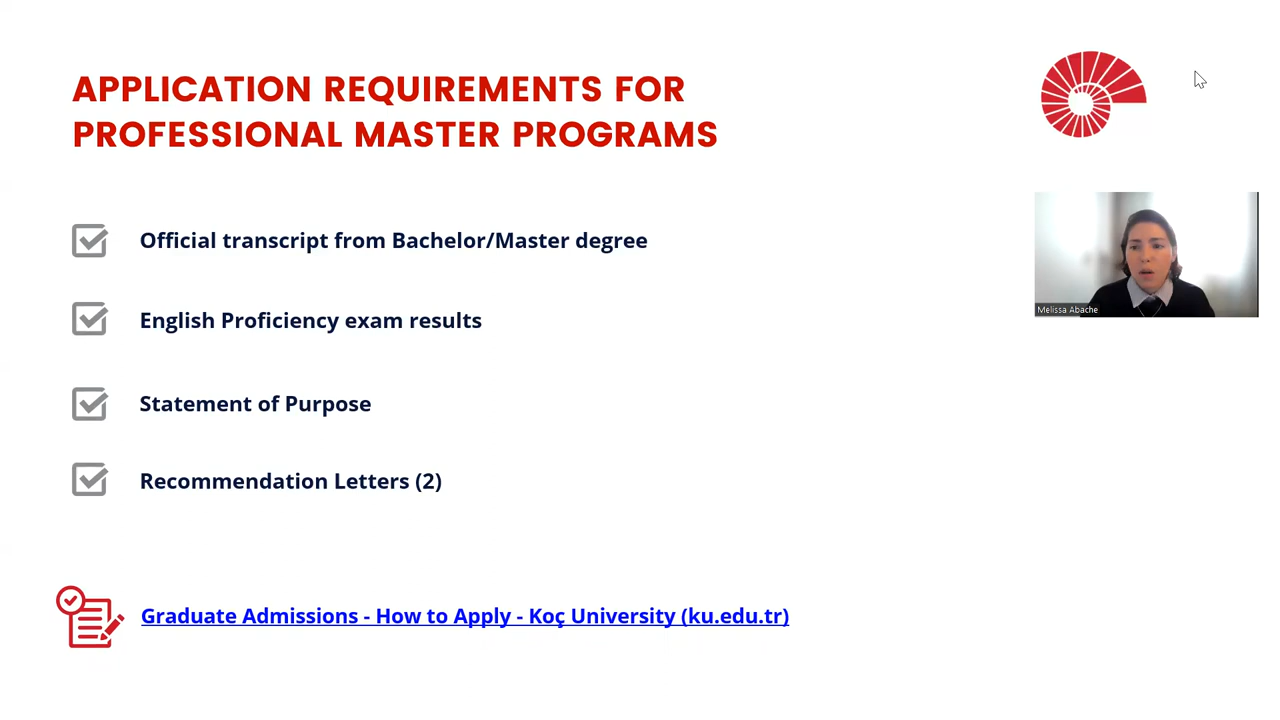 APPLICATION REQUIREMENTS FOR
PROFESSIONAL MASTER PROGRAMS
Official transcript from Bachelor/Master degree
English Proficiency exam results
Statement of Purpose
Recommendation Letters (2)
Graduate Admissions - How to Apply - Koç University (ku.edu.tr)
Melissa Abache